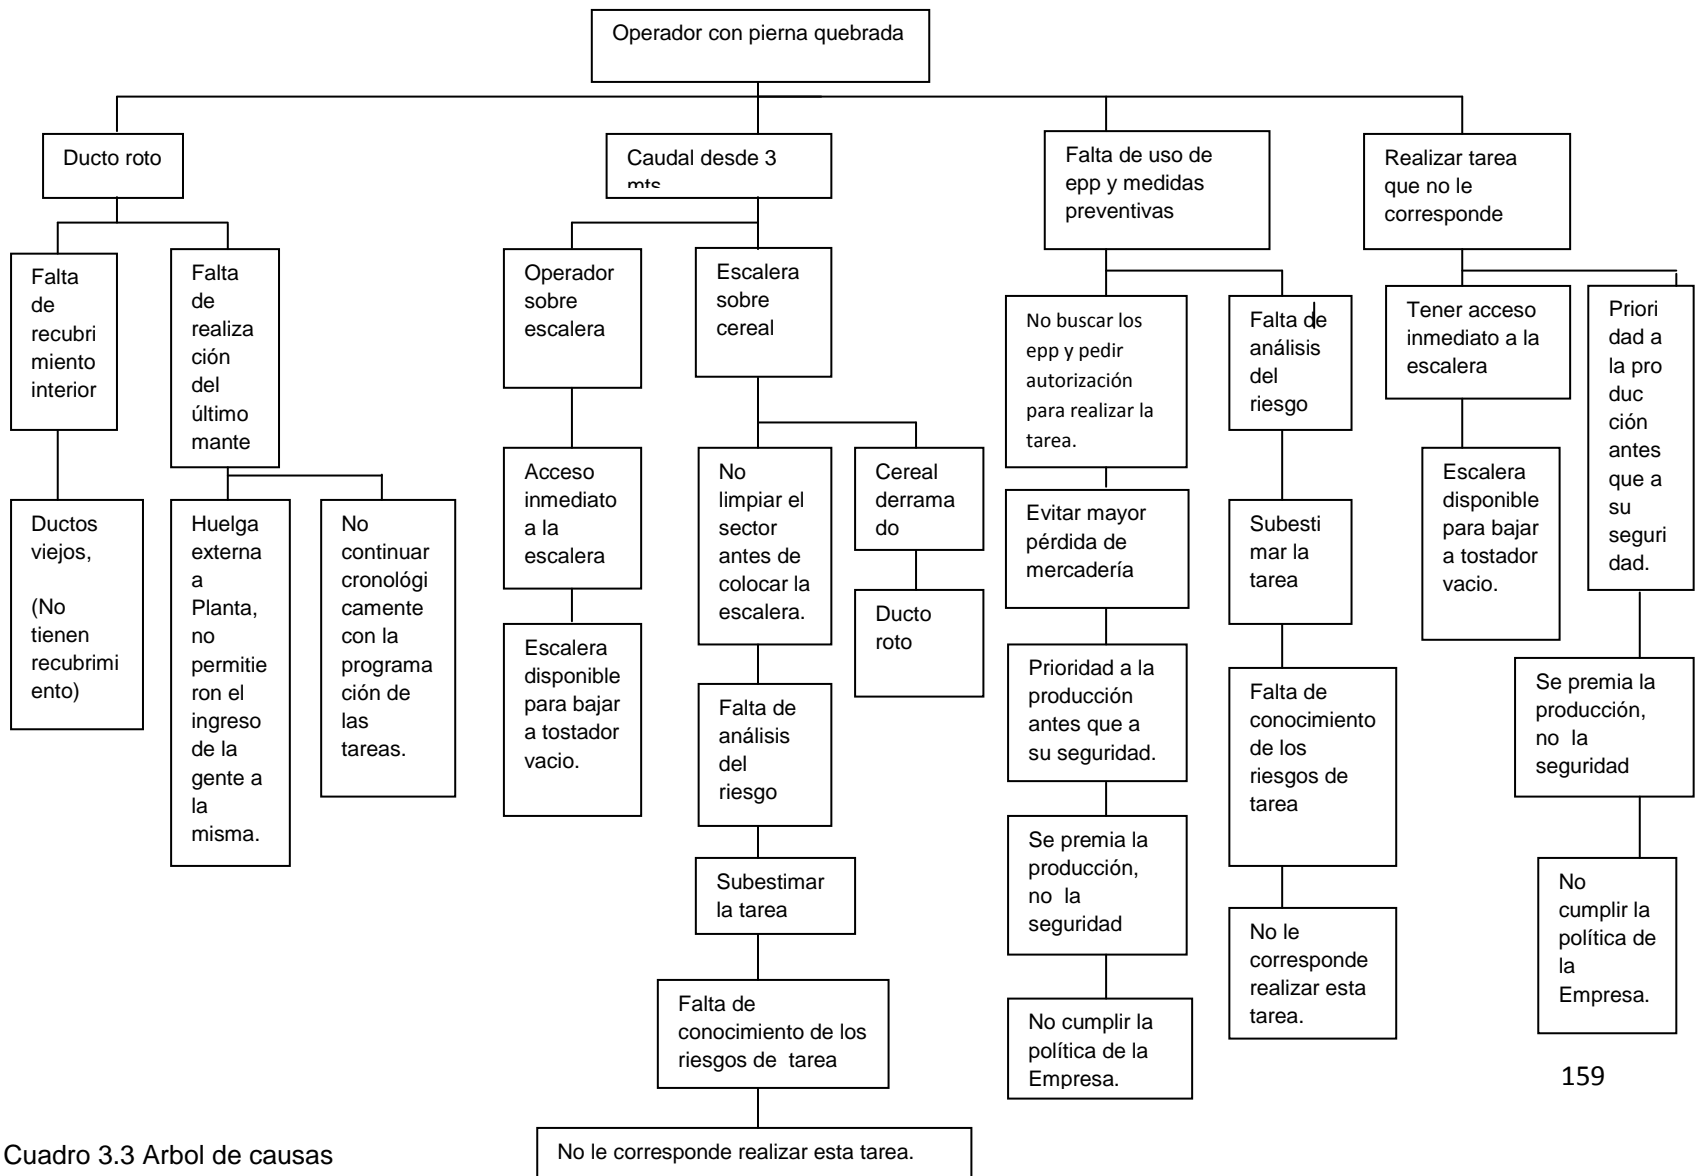 Operador con pierna quebrada
Ducto roto
Caudal desde 3
mts
Falta de uso de
epp y medidas
preventivas
Realizar tarea
que no le
corresponde
Falta
de
recubri
miento
interior
Falta
de
realiza
ción
del
último
mante
Operador
sobre
escalera
Escalera
sobre
cereal
No buscar los
epp y pedir
autorización
para realizar la
tarea.
Falta de
análisis
del
riesgo
Tener acceso
inmediato a la
escalera
Priori
dad a
la pro
duc
ción
antes
que a
su
seguri
dad.
Ductos
viejos,
(No
tienen
recubrimi
ento)
Huelga
externa
a
Planta,
no
permitie
ron el
ingreso
de la
gente a
la
misma.
No
continuar
cronológi
camente
con la
programa
ción de
las
tareas.
Acceso
inmediato
a la
escalera
No
limpiar el
sector
antes de
colocar la
escalera.
Cereal
derrama
do
Evitar mayor
pérdida de
mercadería
Subesti
mar la
tarea
Escalera
disponible
para bajar
a tostador
vacio.
Escalera
disponible
para bajar
a tostador
vacio.
Ducto
roto
Prioridad a la
producción
antes que a
su seguridad.
Falta de
conocimiento
de los
riesgos de
tarea
Se premia la
producción,
no la
seguridad
Falta de
análisis
del
riesgo
Se premia la
producción,
no la
seguridad
No le
corresponde
realizar esta
tarea.
No
cumplir la
política de
la
Empresa.
Subestimar
la tarea
Falta de
conocimiento de los
riesgos de tarea
No cumplir la
política de la
Empresa.
159
No le corresponde realizar esta tarea.
Cuadro 3.3 Arbol de causas